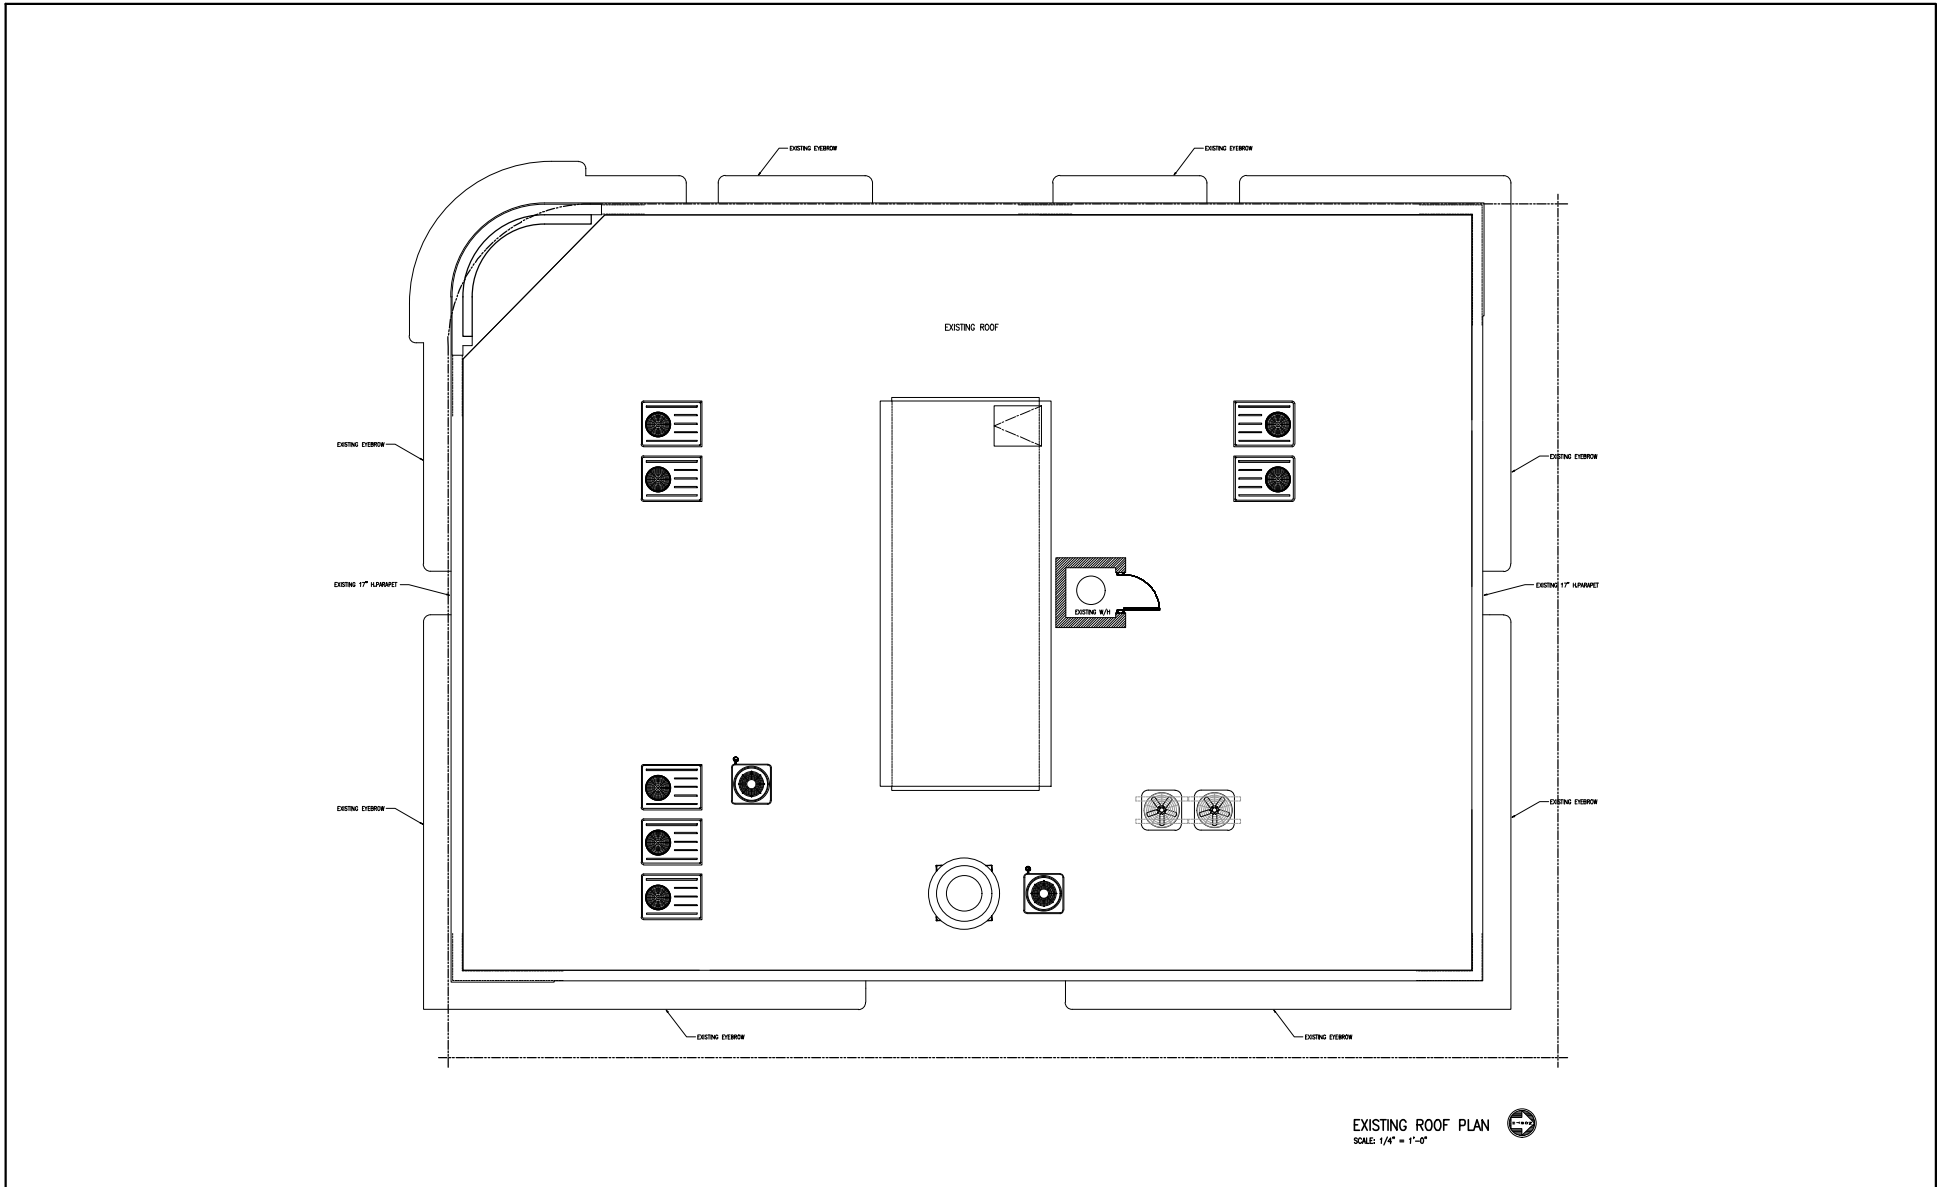 EXISTING EYEBROW
EXISTING EYEBROW
EXISTING ROOF
EXISTING EYEBROW
EXISTING EYEBROW
EXISTING 17" H.PARAPET
EXISTING 17" H.PARAPET
EXISTING W/H
EXISTING EYEBROW
EXISTING EYEBROW
EXISTING EYEBROW
EXISTING EYEBROW
EXISTING ROOF PLAN
SCALE: 1/4" = 1'-0"